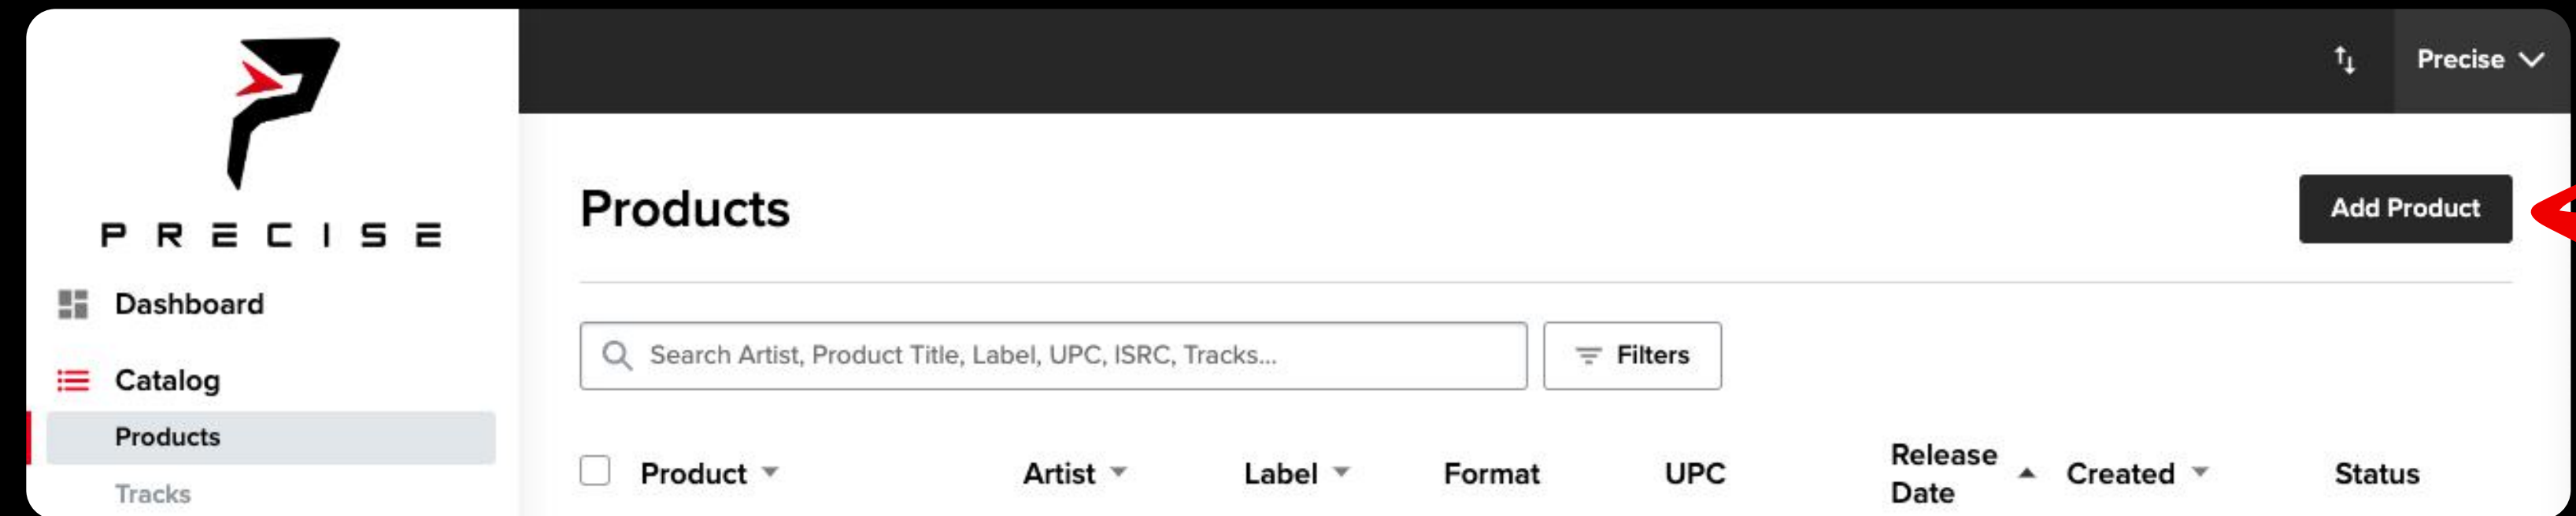 PRECISE
Precise
Dashboard
Catalog
Products
Tracks
Products
Add Product
Search Artist, Product Title, Label, UPC, ISRC, Tracks...
Filters
Product Artist Label Format UPC Release Date Created Status